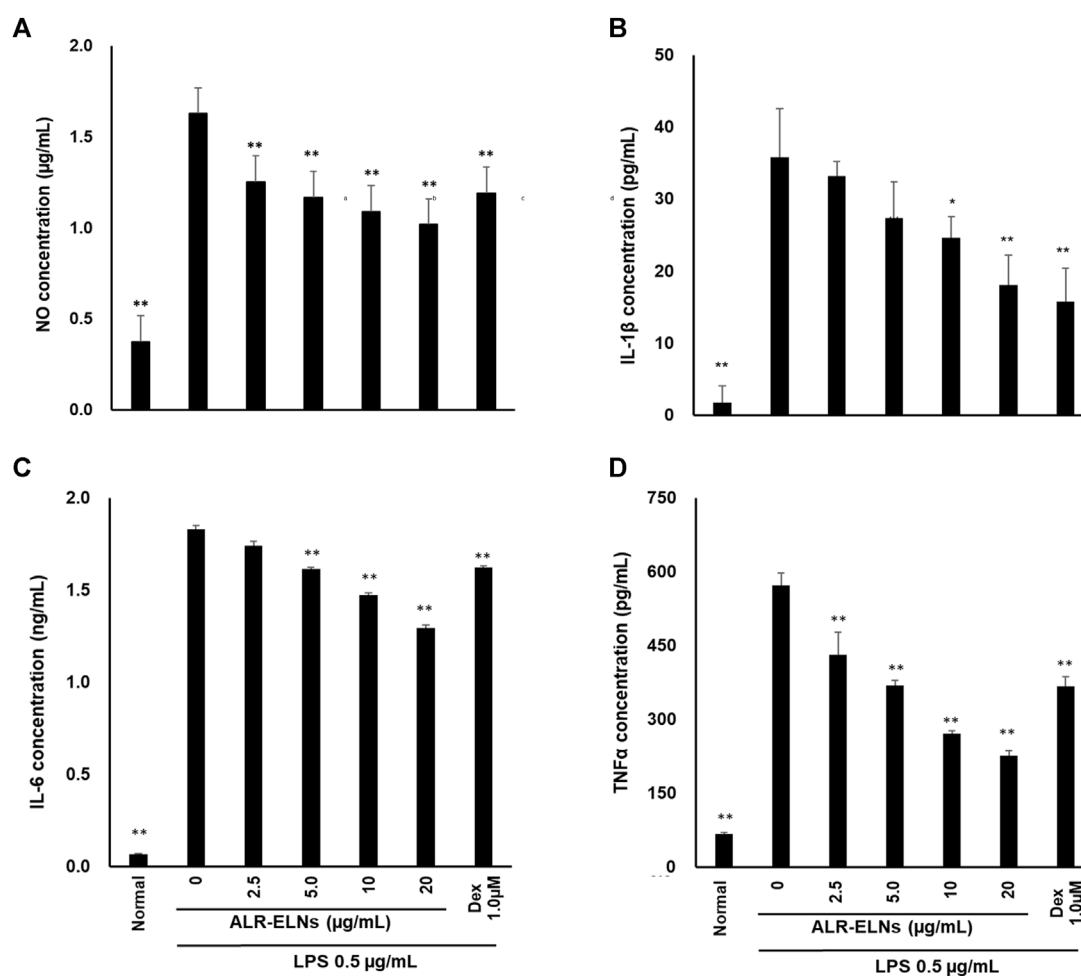 A
NO concentration (µg/mL)
2.0
1.5
1.0
0.5
0.0
**
**
**
**
**
**
a
b
c
d
B
IL-1β concentration (pg/mL)
50
40
30
20
10
0
**
*
**
**
C
IL-6 concentration (ng/mL)
2.0
1.5
1.0
0.5
0.0
**
**
**
**
**
Normal
0
2.5
5.0
10
20
Dex
1.0µM
ALR-ELNs (µg/mL)
LPS 0.5 µg/mL
D
TNFα concentration (pg/mL)
750
600
450
300
150
0
**
**
**
**
**
**
Normal
0
2.5
5.0
10
20
Dex
1.0µM
ALR-ELNs (µg/mL)
LPS 0.5 µg/mL